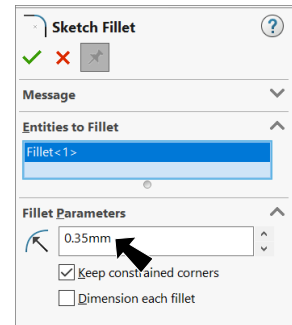 Sketch Fillet
?
Message
Entities to Fillet
Fillet<1>
Fillet Parameters
0.35mm
Keep constrained corners
Dimension each fillet